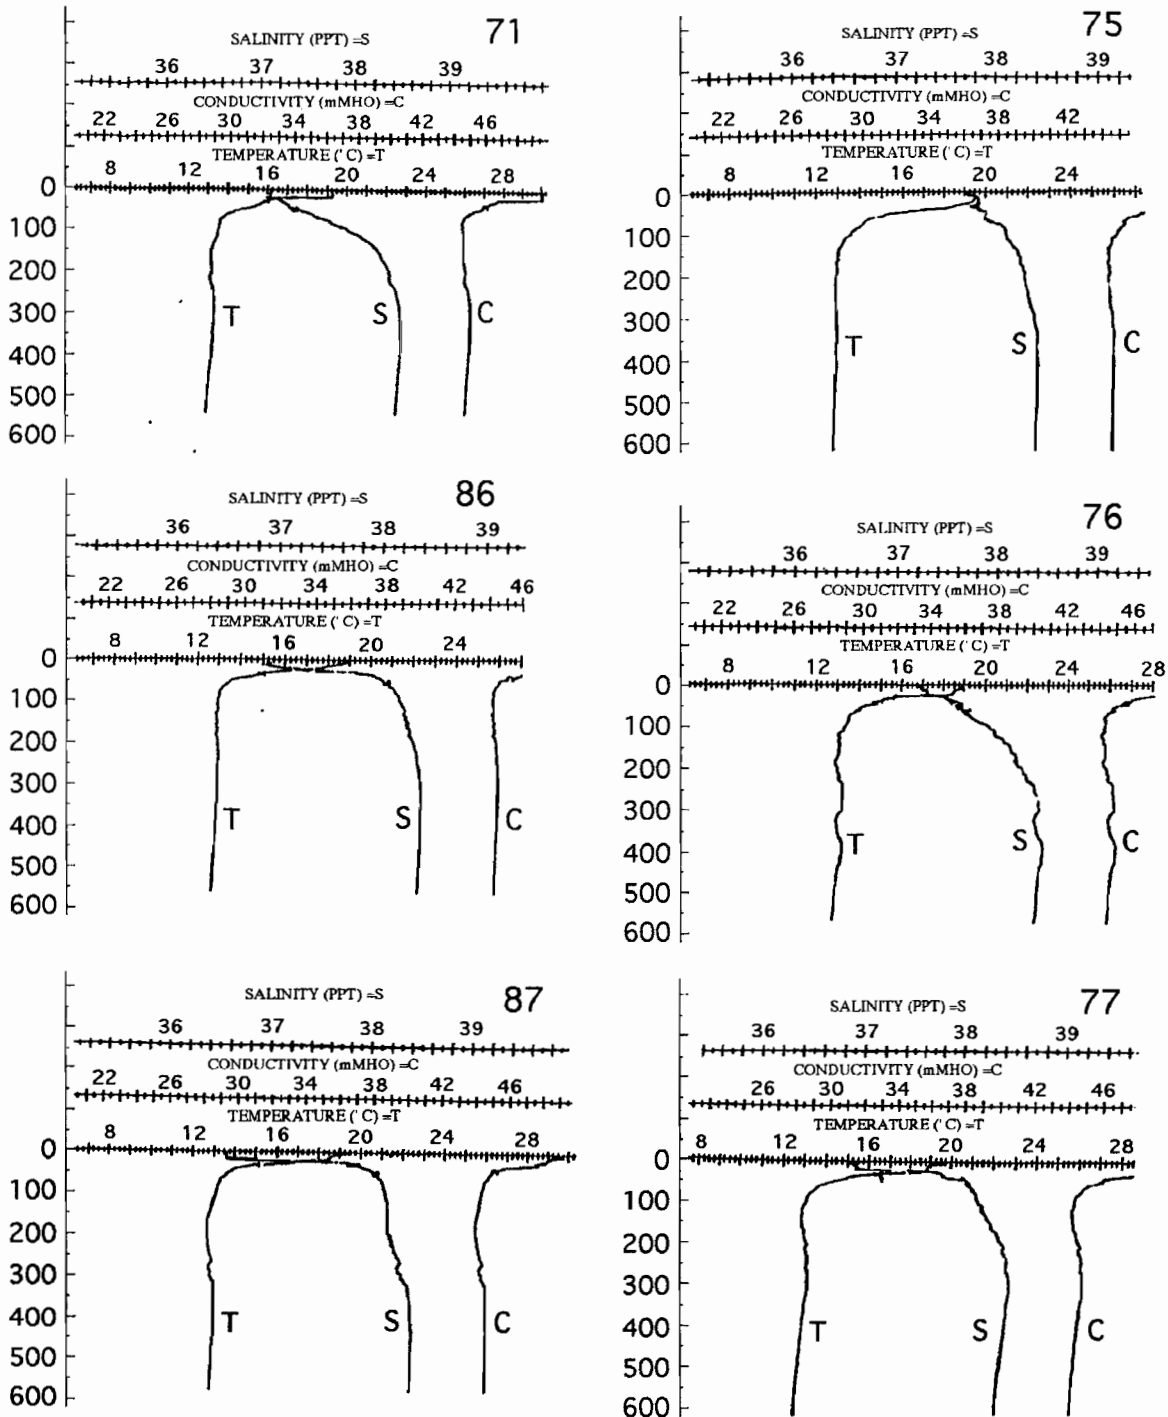 71
SALINITY (PPT) =S
36 37 38 39
CONDUCTIVITY (mMHO) =C
22 26 30 34 38 42 46
TEMPERATURE (°C) =T
8 12 16 20 24 28
0
100
200
300
400
500
600
T S C
75
SALINITY (PPT) =S
36 37 38 39
CONDUCTIVITY (mMHO) =C
22 26 30 34 38 42
TEMPERATURE (°C) =T
8 12 16 20 24
0
100
200
300
400
500
600
T S C
86
SALINITY (PPT) =S
36 37 38 39
CONDUCTIVITY (mMHO) =C
22 26 30 34 38 42 46
TEMPERATURE (°C) =T
8 12 16 20 24
0
100
200
300
400
500
600
T S C
76
SALINITY (PPT) =S
36 37 38 39
CONDUCTIVITY (mMHO) =C
22 26 30 34 38 42 46
TEMPERATURE (°C) =T
8 12 16 20 24 28
0
100
200
300
400
500
600
T S C
87
SALINITY (PPT) =S
36 37 38 39
CONDUCTIVITY (mMHO) =C
22 26 30 34 38 42 46
TEMPERATURE (°C) =T
8 12 16 20 24 28
0
100
200
300
400
500
600
T S C
77
SALINITY (PPT) =S
36 37 38 39
CONDUCTIVITY (mMHO) =C
26 30 34 38 42 46
TEMPERATURE (°C) =T
8 12 16 20 24 28
0
100
200
300
400
500
600
T S C